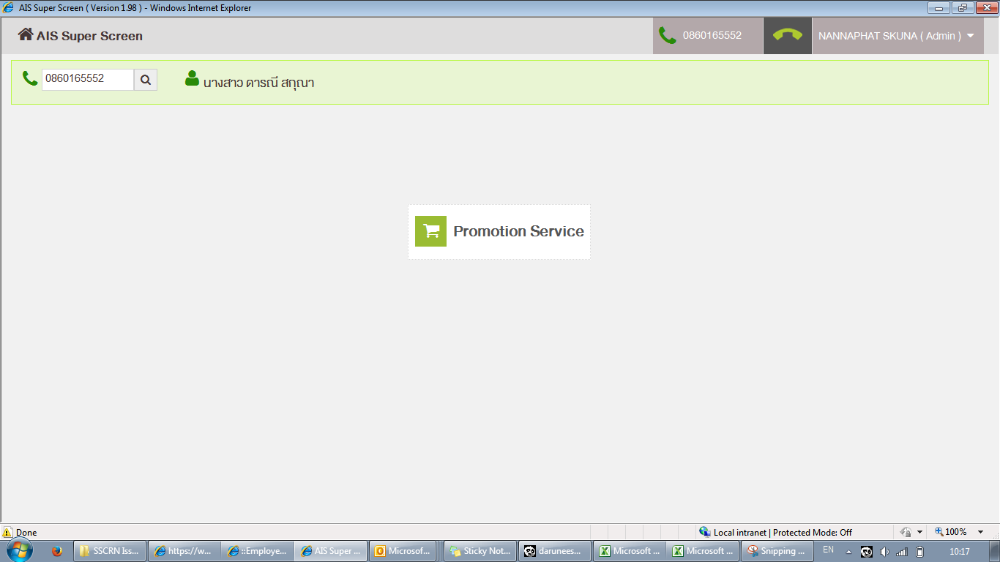 AIS Super Screen ( Version 1.98 ) - Windows Internet Explorer
AIS Super Screen
0860165552
NANNAPHAT SKUNA ( Admin )
0860165552
นางสาว ดารณี สกุณา
Promotion Service
Done
Local intranet | Protected Mode: Off
100%
SSCRN Iss...
https://w...
::Employe...
AIS Super ...
Microsof...
Sticky Not...
darunees...
Microsoft ...
Microsoft ...
Snipping ...
EN
10:17